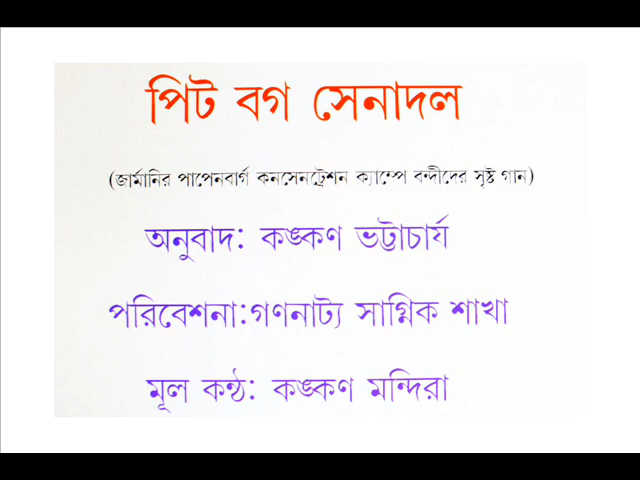 পিট বগ সেনাদল
(জার্মানির পাপেনবার্গ কনসেনট্রেশন ক্যাম্পে বন্দীদের সৃষ্ট গান)
অনুবাদ: কঙ্কণ ভট্টাচার্য
পরিবেশনা:গণনাট্য সাগ্নিক শাখা
মূল কন্ঠ: কঙ্কণ মন্দিরা